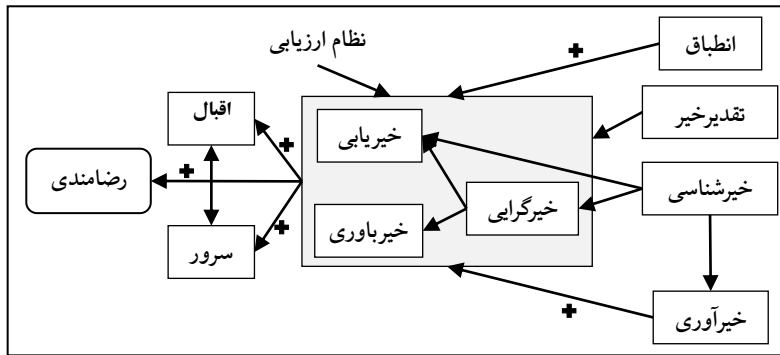 نظام ارزیابی
انطباق
اقبال
خیریابی
تقدیرخیر
رضامندی
خیرگرایی
خیرشناسی
سرور
خیرباوری
خیرآوری